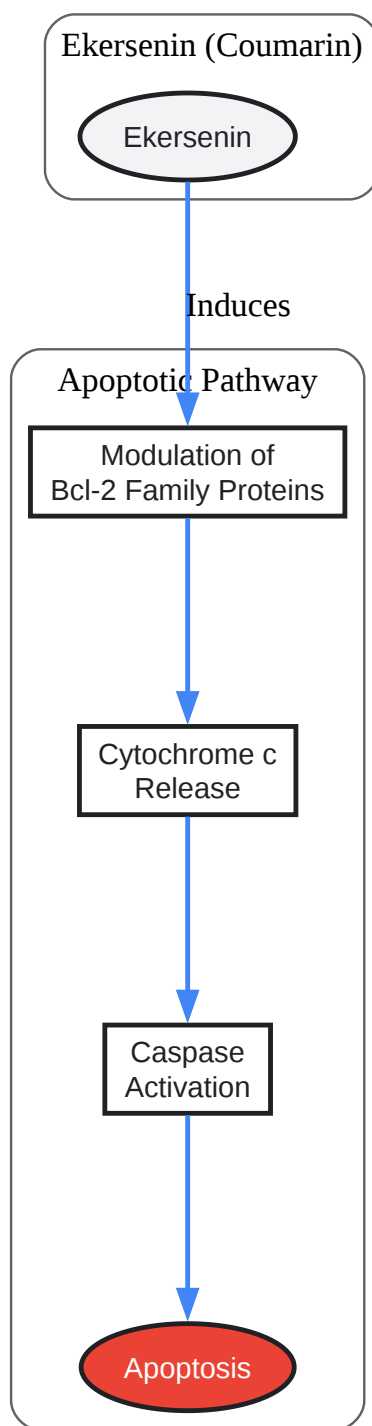 Ekersenin (Coumarin)
Ekersenin
Induces
Apoptotic Pathway
Modulation of
Bcl-2 Family Proteins
Cytochrome c
Release
Caspase
Activation
Apoptosis